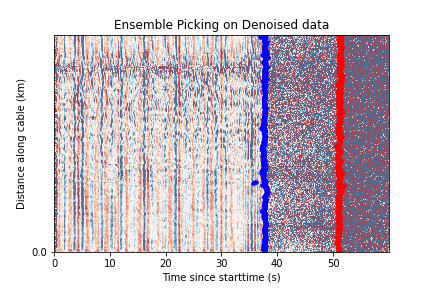 Ensemble Picking on Denoised data
Distance along cable (km)
0.0
0 10 20 30 40 50
Time since starttime (s)